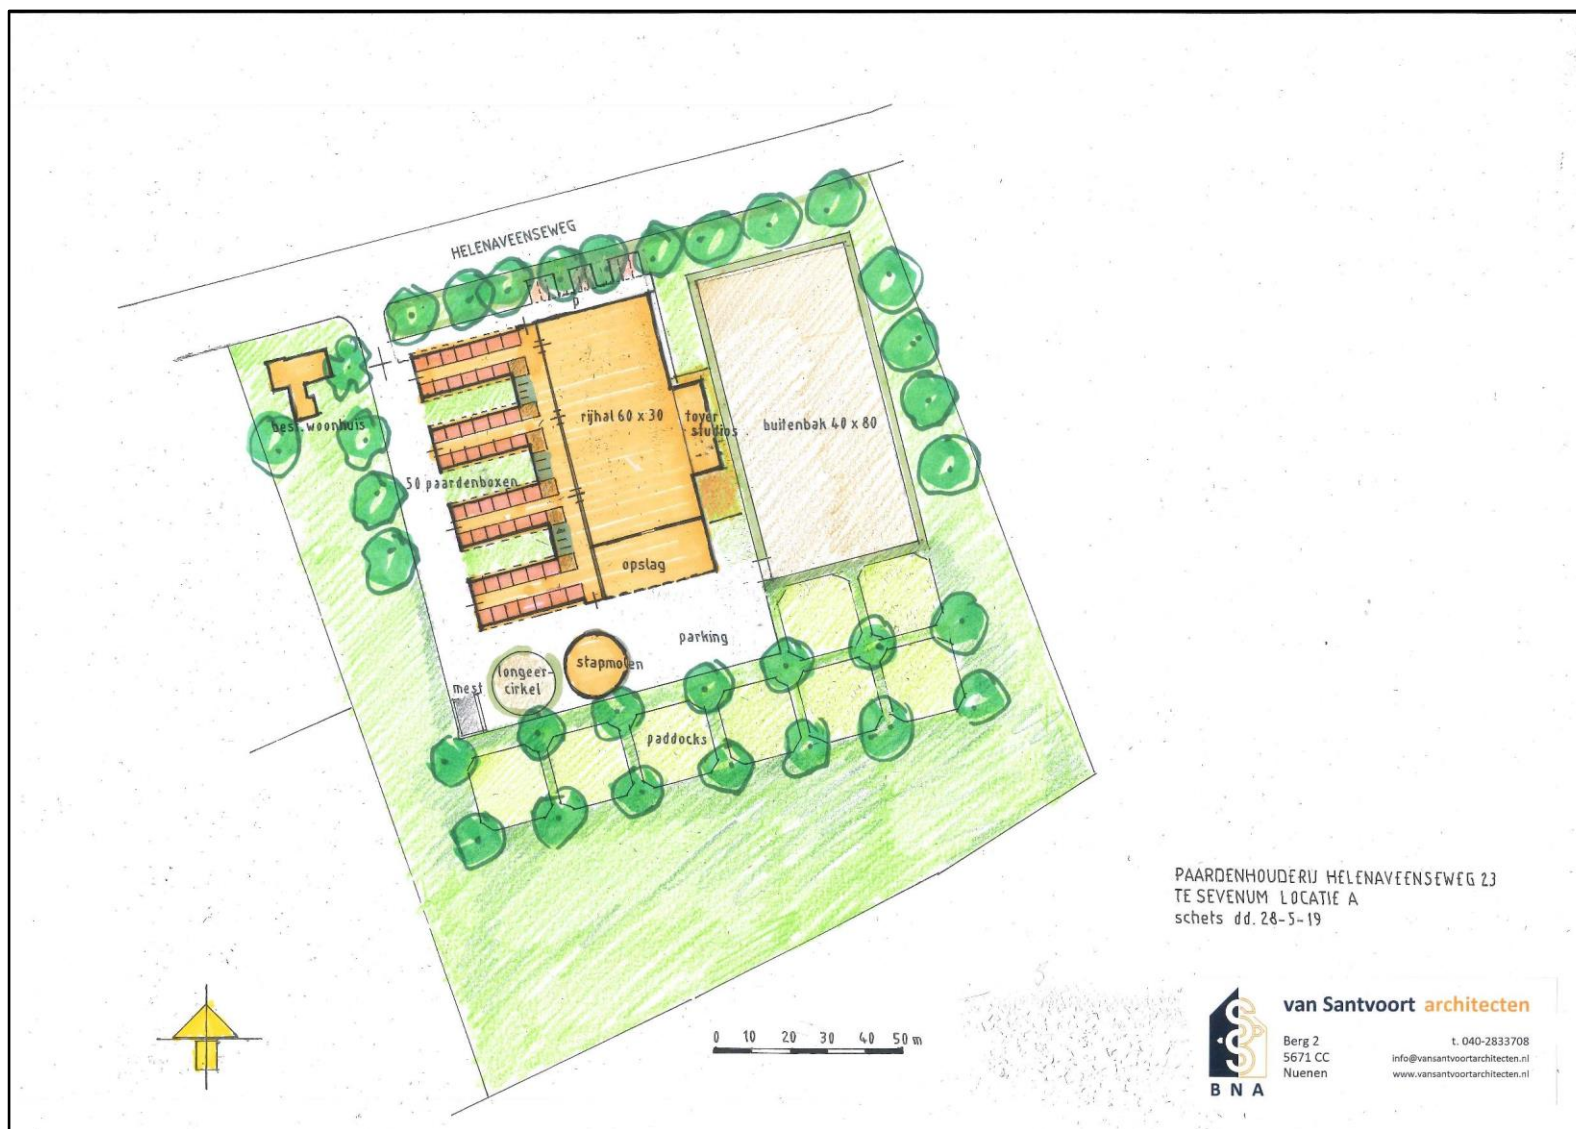 HELENAVEENSEWEG
P
best. woonhuis
rijhal 60 x 30
foyer
studios
buitenbak 40 x 80
50 paardenboxen
opslag
parking
stapmolen
longeer-
cirkel
mest
paddocks
PAARDENHOUDERIJ HELENAVEENSEWEG 23
TE SEVENUM LOCATIE A
schets dd. 28-5-19
0 10 20 30 40 50 m
van Santvoort architecten
Berg 2
5671 CC
Nuenen
t. 040-2833708
info@vansantvoortarchitecten.nl
www.vansantvoortarchitecten.nl
BNA